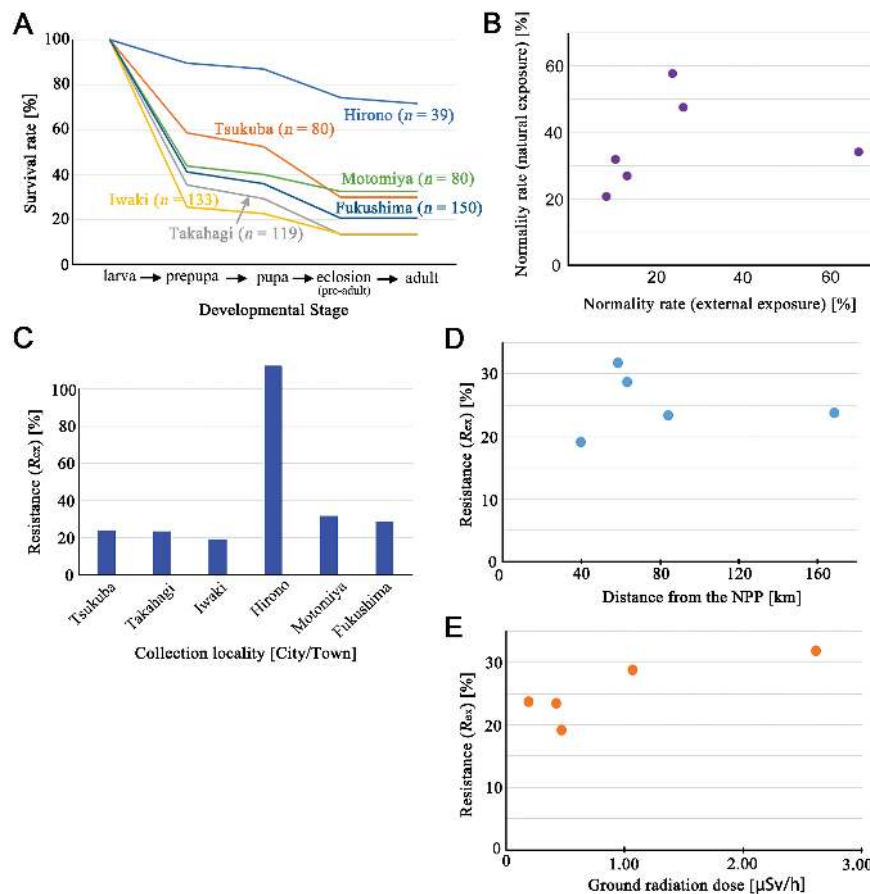 A
Survival rate [%]
100
80
60
40
20
0
Hirono (n = 39)
Tsukuba (n = 80)
Motomiya (n = 80)
Iwaki (n = 133)
Fukushima (n = 150)
Takahagi (n = 119)
larva → prepupa → pupa → eclosion → adult
(pre-adult)
Developmental Stage
B
Normality rate (natural exposure) [%]
60
40
20
0
20 40 60
Normality rate (external exposure) [%]
C
Resistance (Rex) [%]
100
80
60
40
20
0
Tsukuba
Takahagi
Iwaki
Hirono
Motomiya
Fukushima
Collection locality [City/Town]
D
Resistance (Rex) [%]
30
20
10
0
0 40 80 120 160
Distance from the NPP [km]
E
Resistance (Rex) [%]
30
20
10
0
0 1.00 2.00 3.00
Ground radiation dose [μSv/h]